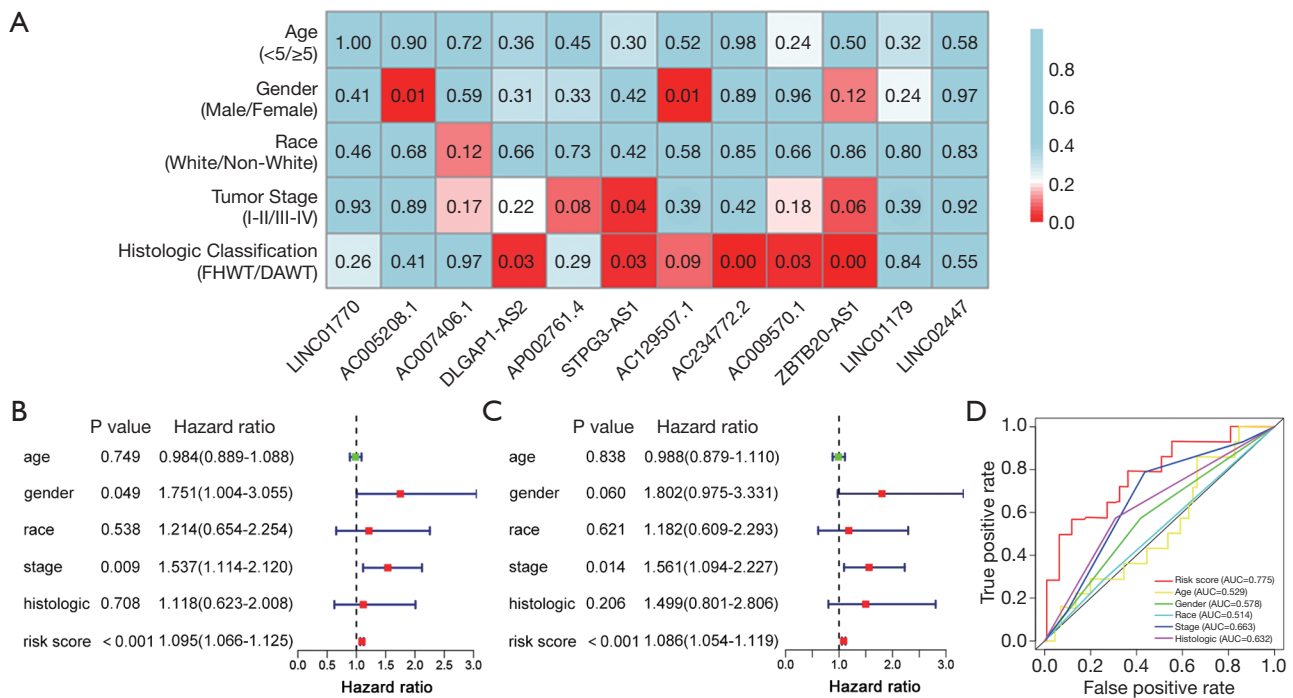 A
Age
(<5/≥5)
1.00 0.90 0.72 0.36 0.45 0.30 0.52 0.98 0.24 0.50 0.32 0.58
Gender
(Male/Female)
0.41 0.01 0.59 0.31 0.33 0.42 0.01 0.89 0.96 0.12 0.24 0.97
Race
(White/Non-White)
0.46 0.68 0.12 0.66 0.73 0.42 0.58 0.85 0.66 0.86 0.80 0.83
Tumor Stage
(I-II/III-IV)
0.93 0.89 0.17 0.22 0.08 0.04 0.39 0.42 0.18 0.06 0.39 0.92
Histologic Classification
(FHWT/DAWT)
0.26 0.41 0.97 0.03 0.29 0.03 0.09 0.00 0.03 0.00 0.84 0.55
LINC01770
AC005208.1
AC007406.1
DLGAP1-AS2
AP002761.4
STPG3-AS1
AC129507.1
AC234772.2
AC009570.1
ZBTB20-AS1
LINC01179
LINC02447
0.8
0.6
0.4
0.2
0.0
B
P value Hazard ratio
age 0.749 0.984(0.889-1.088)
gender 0.049 1.751(1.004-3.055)
race 0.538 1.214(0.654-2.254)
stage 0.009 1.537(1.114-2.120)
histologic 0.708 1.118(0.623-2.008)
risk score < 0.001 1.095(1.066-1.125)
0.0 0.5 1.0 1.5 2.0 2.5 3.0
Hazard ratio
C
P value Hazard ratio
age 0.838 0.988(0.879-1.110)
gender 0.060 1.802(0.975-3.331)
race 0.621 1.182(0.609-2.293)
stage 0.014 1.561(1.094-2.227)
histologic 0.206 1.499(0.801-2.806)
risk score < 0.001 1.086(1.054-1.119)
0.0 1.0 2.0 3.0
Hazard ratio
D
True positive rate
1.0
0.8
0.6
0.4
0.2
0.0
Risk score (AUC=0.775)
Age (AUC=0.529)
Gender (AUC=0.578)
Race (AUC=0.514)
Stage (AUC=0.663)
Histologic (AUC=0.632)
0.0 0.2 0.4 0.6 0.8 1.0
False positive rate